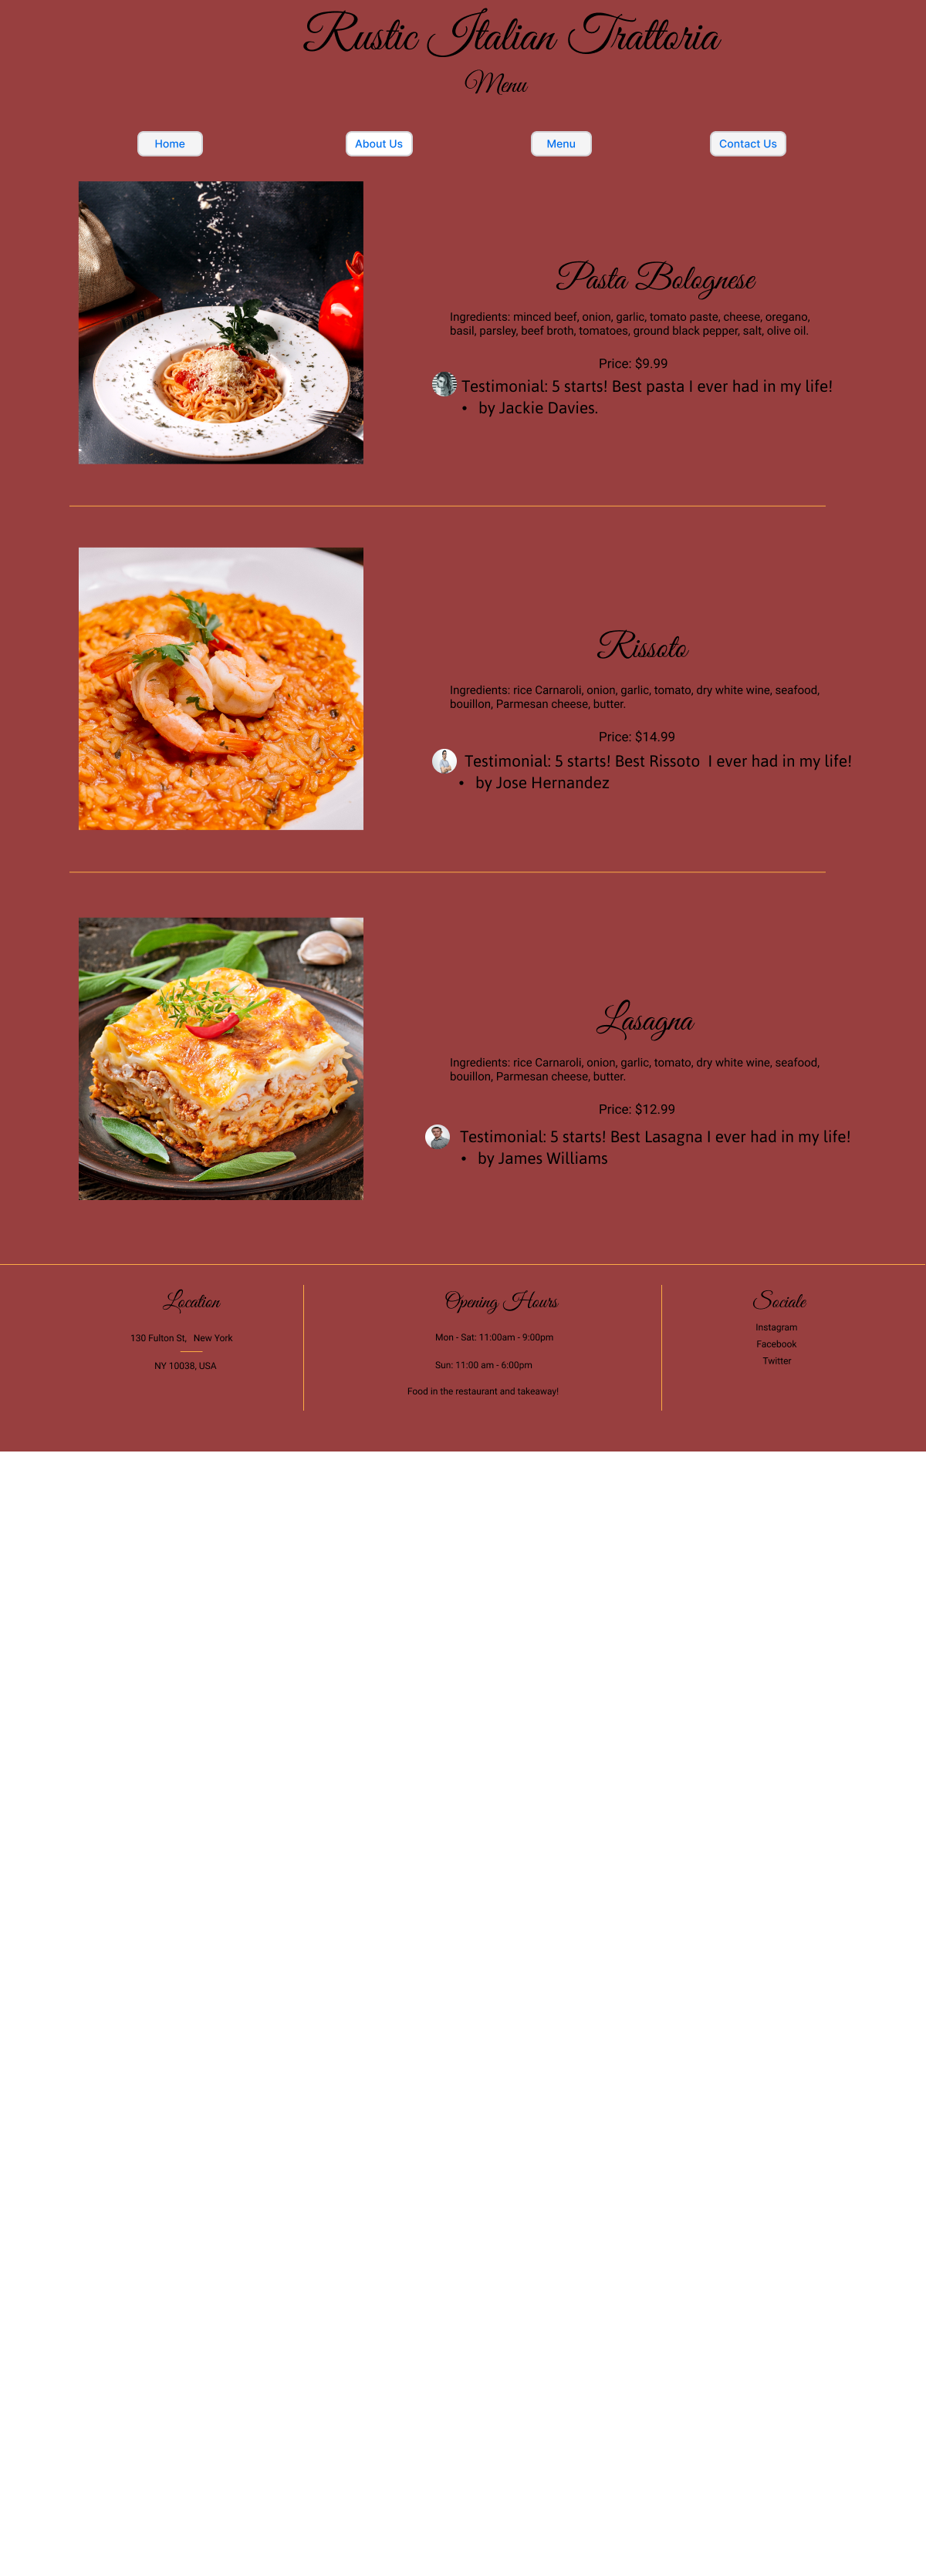 Rustic Italian Trattoria
Menu
Home
About Us
Menu
Contact Us
Pasta Bolognese
Ingredients: minced beef, onion, garlic, tomato paste, cheese, oregano,
basil, parsley, beef broth, tomatoes, ground black pepper, salt, olive oil.
Price: $9.99
Testimonial: 5 starts! Best pasta I ever had in my life!
• by Jackie Davies.
Rissoto
Ingredients: rice Carnaroli, onion, garlic, tomato, dry white wine, seafood,
bouillon, Parmesan cheese, butter.
Price: $14.99
Testimonial: 5 starts! Best Rissoto  I ever had in my life!
• by Jose Hernandez
Lasagna
Ingredients: rice Carnaroli, onion, garlic, tomato, dry white wine, seafood,
bouillon, Parmesan cheese, butter.
Price: $12.99
Testimonial: 5 starts! Best Lasagna I ever had in my life!
• by James Williams
Location
130 Fulton St,   New York
NY 10038, USA
Opening Hours
Mon - Sat: 11:00am - 9:00pm
Sun: 11:00 am - 6:00pm
Food in the restaurant and takeaway!
Sociale
Instagram
Facebook
Twitter